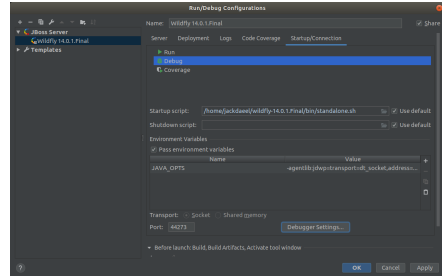 Run/Debug Configurations
Name: Wildfly 14.0.1.Final
Share
JBoss Server
Wildfly 14.0.1.Final
Templates
Server Deployment Logs Code Coverage Startup/Connection
Run
Debug
Coverage
Startup script: /home/jackdaeel/wildfly-14.0.1.Final/bin/standalone.sh Use default
Shutdown script: Use default
Environment Variables
Pass environment variables
Name Value
JAVA_OPTS -agentlib:jdwp=transport=dt_socket,address=...
Transport: Socket Shared memory
Port: 44273 Debugger Settings...
Before launch: Build, Build Artifacts, Activate tool window
? OK Cancel Apply